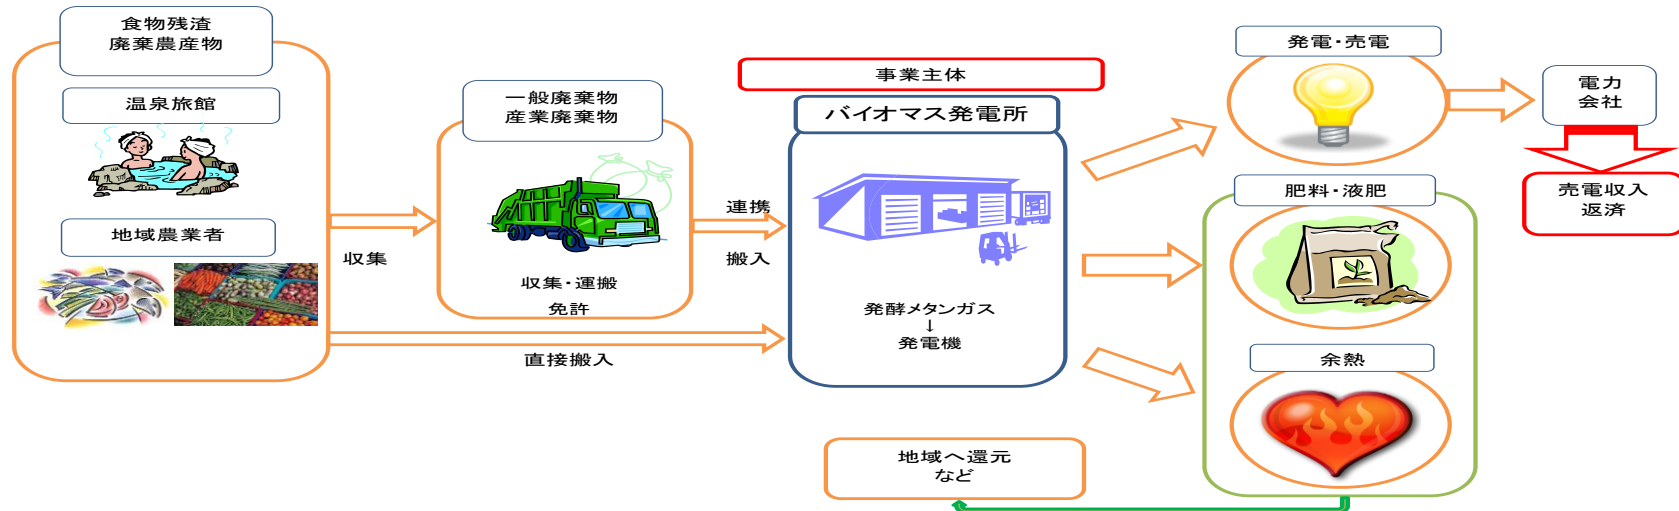 食物残渣
廃棄農産物
温泉旅館
地域農業者
収集
一般廃棄物
産業廃棄物
収集・運搬
免許
直接搬入
連携
搬入
事業主体
バイオマス発電所
発酵メタンガス
↓
発電機
発電・売電
電力
会社
売電収入
返済
肥料・液肥
余熱
地域へ還元
など